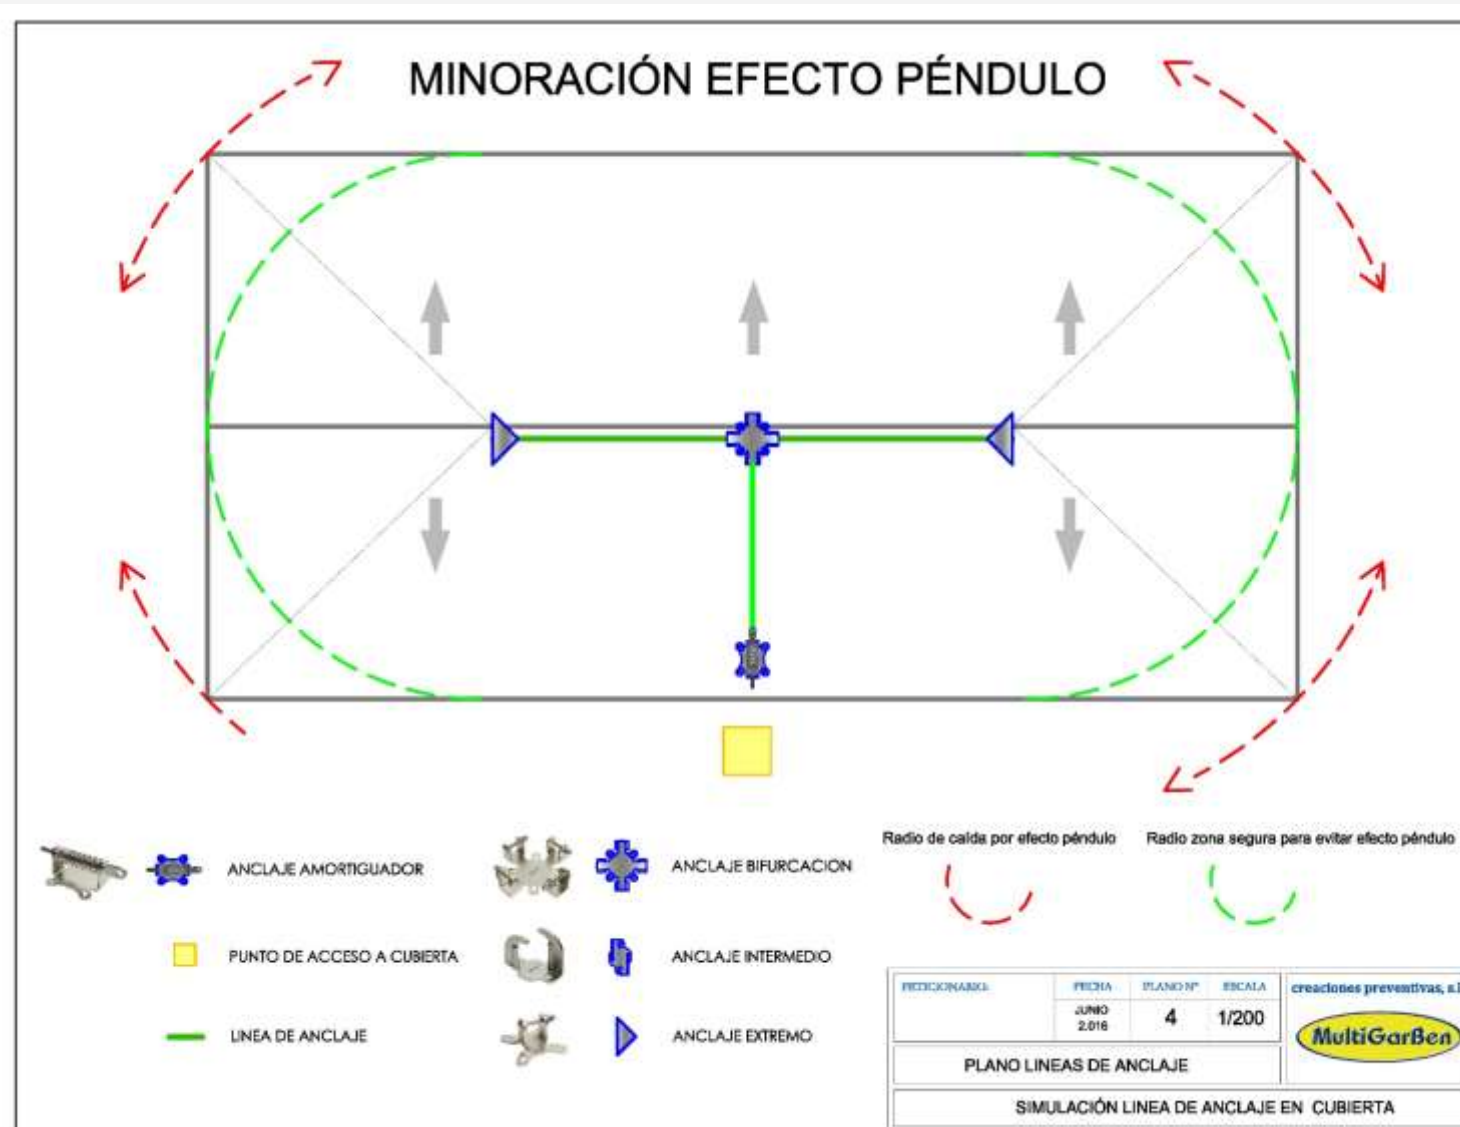 MINORACIÓN EFECTO PÉNDULO
Radio de caída por efecto péndulo
Radio zona segura para evitar efecto péndulo
ANCLAJE AMORTIGUADOR
ANCLAJE BIFURCACION
PUNTO DE ACCESO A CUBIERTA
ANCLAJE INTERMEDIO
LINEA DE ANCLAJE
ANCLAJE EXTREMO
PETICIONARIO:
FECHA
PLANO Nº
ESCALA
creaciones preventivas, s.l
JUNIO
2.016
4
1/200
MultiGarBen
PLANO LINEAS DE ANCLAJE
SIMULACIÓN LINEA DE ANCLAJE EN CUBIERTA